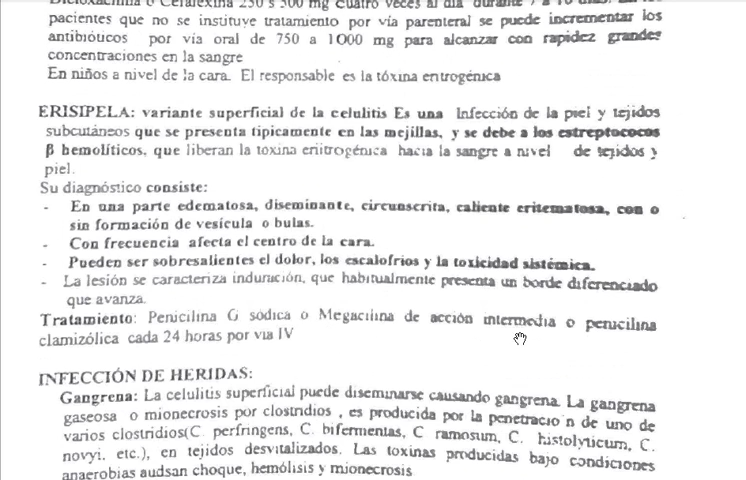 Dicloxacilina o Cefalexina 250 s 500 mg cuatro veces al día durante 7 a 10 días.
pacientes que no se instituye tratamiento por vía parenteral se puede incrementar los
antibióticos por vía oral de 750 a 1000 mg para alcanzar con rapidez grandes
concentraciones en la sangre
En niños a nivel de la cara. El responsable es la tóxina entrogénica
ERISIPELA: variante superficial de la celulitis Es una Infección de la piel y tejidos
subcutáneos que se presenta tipicamente en las mejillas, y se debe a los estreptococos
β hemolíticos, que liberan la toxina eriitrogénica hacia la sangre a nivel de tejidos y
piel.
Su diagnóstico consiste:
- En una parte edematosa, diseminante, circunscrita, caliente eritematosa, con o
sin formación de vesícula o bulas.
- Con frecuencia afecta el centro de la cara.
- Pueden ser sobresalientes el dolor, los escalofrios y la toxicidad sistémica.
- La lesión se caracteriza induración, que habitualmente presenta un borde diferenciado
que avanza.
Tratamiento: Penicilina G sódica o Megacilina de acción intermedia o penicilina
clamizólica cada 24 horas por via IV
INFECCIÓN DE HERIDAS:
Gangrena: La celulitis superficial puede diseminarse causando gangrena. La gangrena
gaseosa o mionecrosis por clostridios , es producida por la penetracio´n de uno de
varios clostridios(C. perfringens, C. bifermentas, C ramosum, C. histolyticum, C.
novyi. etc.), en tejidos desvitalizados. Las toxinas producidas bajo condiciones
anaerobias audsan choque, hemólisis y mionecrosis